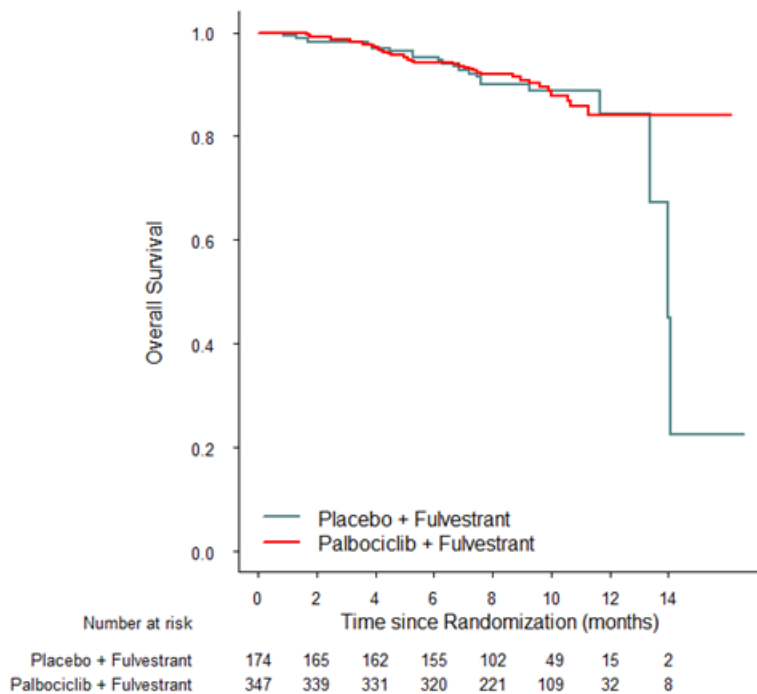 1.0
0.8
0.6
0.4
0.2
0.0
Overall Survival
Placebo + Fulvestrant
Palbociclib + Fulvestrant
0 2 4 6 8 10 12 14
Number at risk Time since Randomization (months)
Placebo + Fulvestrant 174 165 162 155 102 49 15 2
Palbociclib + Fulvestrant 347 339 331 320 221 109 32 8